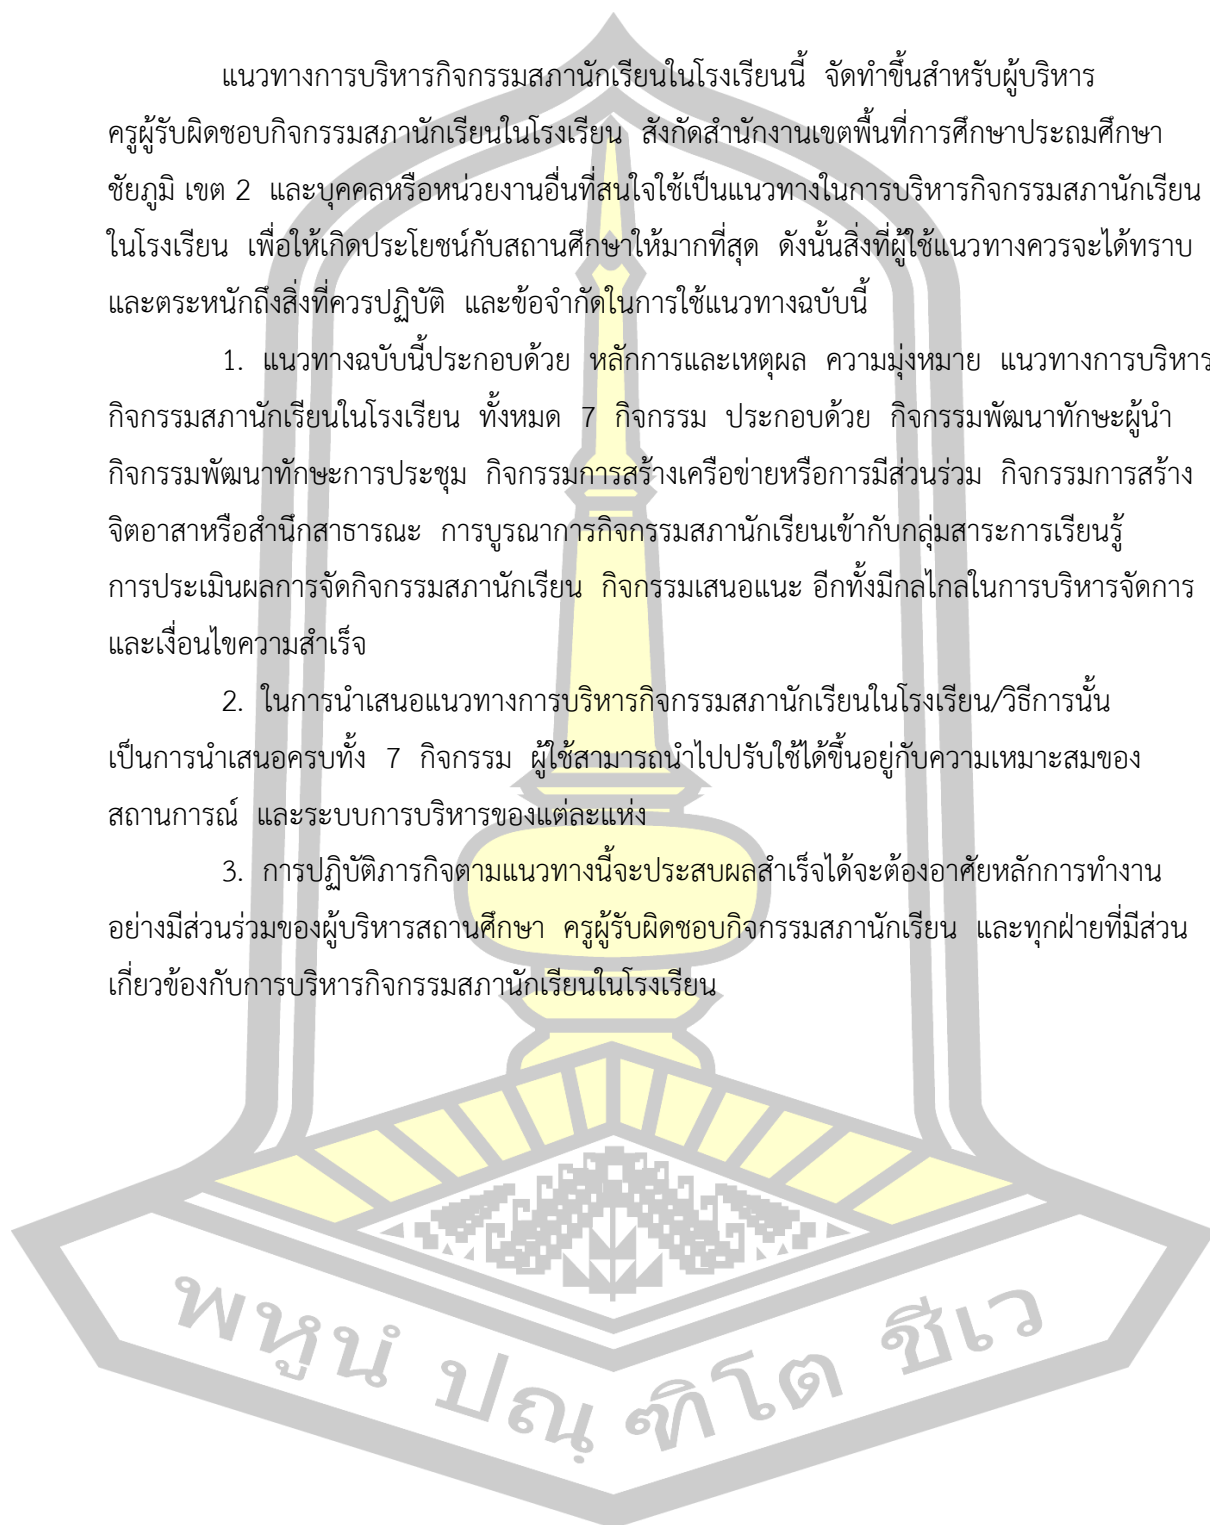 แนวทางการบริหารกิจกรรมสภานักเรียนในโรงเรียนนี้ จัดทำขึ้นสำหรับผู้บริหาร
ครูผู้รับผิดชอบกิจกรรมสภานักเรียนในโรงเรียน สังกัดสำนักงานเขตพื้นที่การศึกษาประถมศึกษา
ชัยภูมิ เขต 2 และบุคคลหรือหน่วยงานอื่นที่สนใจใช้เป็นแนวทางในการบริหารกิจกรรมสภานักเรียน
ในโรงเรียน เพื่อให้เกิดประโยชน์กับสถานศึกษาให้มากที่สุด ดังนั้นสิ่งที่ผู้ใช้แนวทางควรจะได้ทราบ
และตระหนักถึงสิ่งที่ควรปฏิบัติ และข้อจำกัดในการใช้แนวทางฉบับนี้
1. แนวทางฉบับนี้ประกอบด้วย หลักการและเหตุผล ความมุ่งหมาย แนวทางการบริหาร
กิจกรรมสภานักเรียนในโรงเรียน ทั้งหมด 7 กิจกรรม ประกอบด้วย กิจกรรมพัฒนาทักษะผู้นำ
กิจกรรมพัฒนาทักษะการประชุม กิจกรรมการสร้างเครือข่ายหรือการมีส่วนร่วม กิจกรรมการสร้าง
จิตอาสาหรือสำนึกสาธารณะ การบูรณาการกิจกรรมสภานักเรียนเข้ากับกลุ่มสาระการเรียนรู้
การประเมินผลการจัดกิจกรรมสภานักเรียน กิจกรรมเสนอแนะ อีกทั้งมีกลไกลในการบริหารจัดการ
และเงื่อนไขความสำเร็จ
2. ในการนำเสนอแนวทางการบริหารกิจกรรมสภานักเรียนในโรงเรียน/วิธีการนั้น
เป็นการนำเสนอครบทั้ง 7 กิจกรรม ผู้ใช้สามารถนำไปปรับใช้ได้ขึ้นอยู่กับความเหมาะสมของ
สถานการณ์ และระบบการบริหารของแต่ละแห่ง
3. การปฏิบัติภารกิจตามแนวทางนี้จะประสบผลสำเร็จได้จะต้องอาศัยหลักการทำงาน
อย่างมีส่วนร่วมของผู้บริหารสถานศึกษา ครูผู้รับผิดชอบกิจกรรมสภานักเรียน และทุกฝ่ายที่มีส่วน
เกี่ยวข้องกับการบริหารกิจกรรมสภานักเรียนในโรงเรียน
พหูนํ ปณฺฑิโต ชีเว